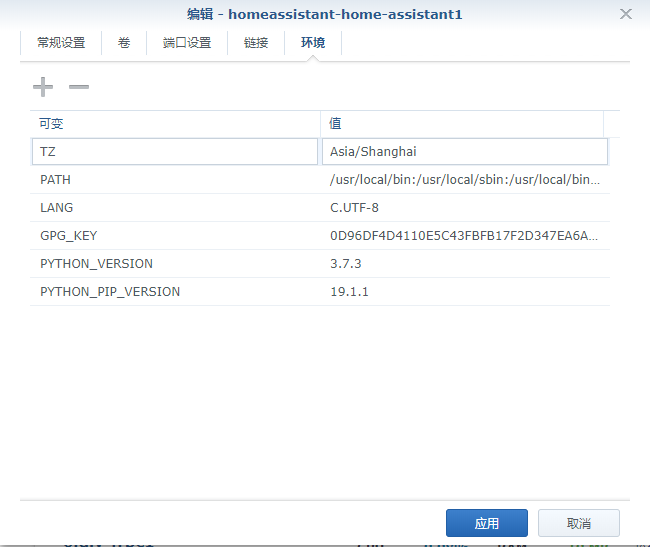 编辑 - homeassistant-home-assistant1
常规设置 卷 端口设置 链接 环境
可变 值
TZ Asia/Shanghai
PATH /usr/local/bin:/usr/local/sbin:/usr/local/bin...
LANG C.UTF-8
GPG_KEY 0D96DF4D4110E5C43FBFB17F2D347EA6A...
PYTHON_VERSION 3.7.3
PYTHON_PIP_VERSION 19.1.1
应用 取消